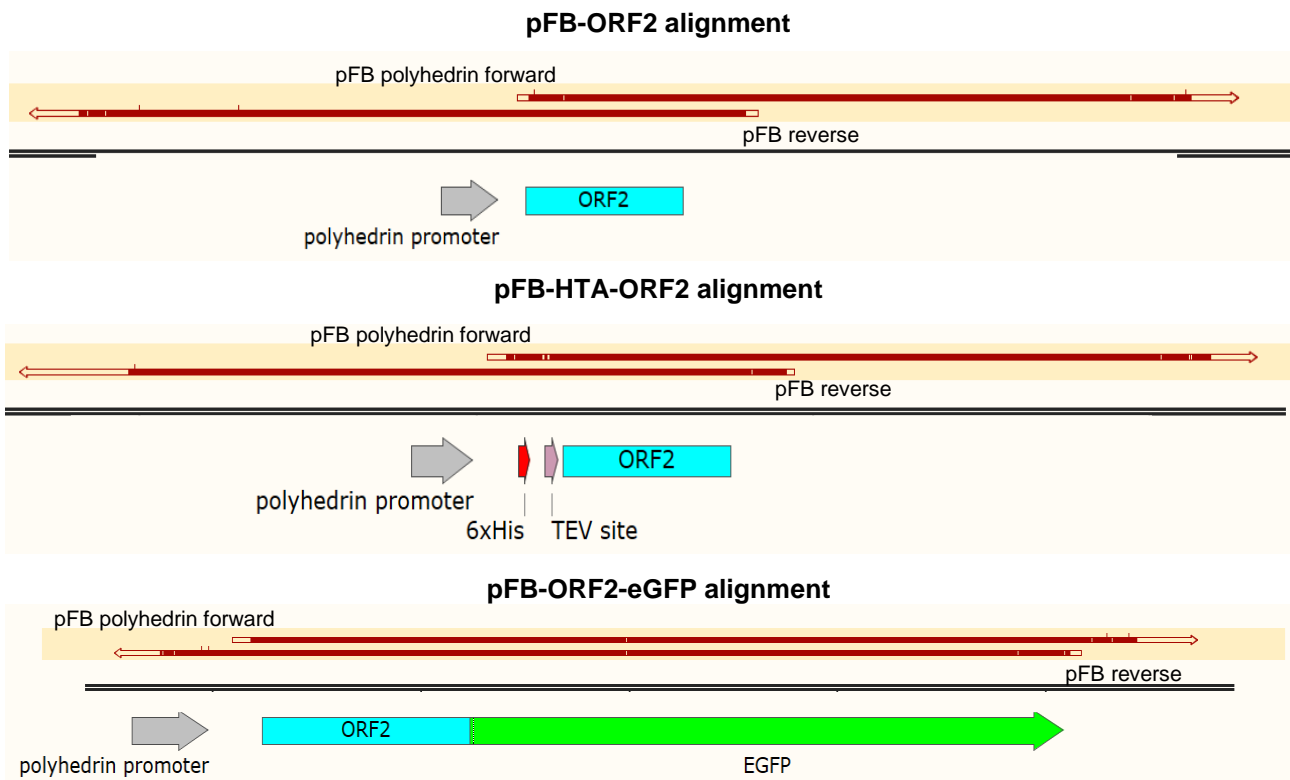 pFB-ORF2 alignment
pFB polyhedrin forward
pFB reverse
ORF2
polyhedrin promoter
pFB-HTA-ORF2 alignment
pFB polyhedrin forward
pFB reverse
ORF2
polyhedrin promoter
6xHis
TEV site
pFB-ORF2-eGFP alignment
pFB polyhedrin forward
pFB reverse
ORF2
polyhedrin promoter
EGFP